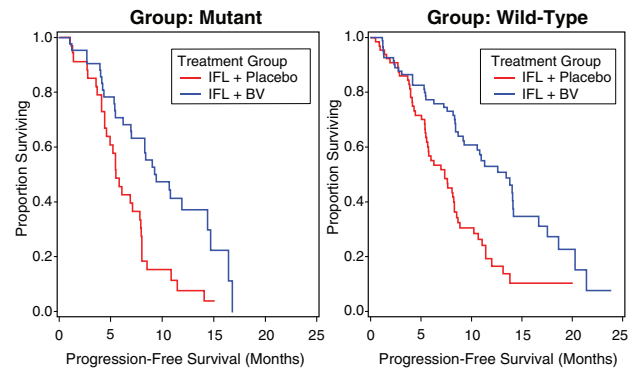 Group: Mutant
Proportion Surviving
1.0
0.8
0.6
0.4
0.2
0.0
Treatment Group
IFL + Placebo
IFL + BV
0 5 10 15 20 25
Progression-Free Survival (Months)
Group: Wild-Type
Proportion Surviving
1.0
0.8
0.6
0.4
0.2
0.0
Treatment Group
IFL + Placebo
IFL + BV
0 5 10 15 20 25
Progression-Free Survival (Months)